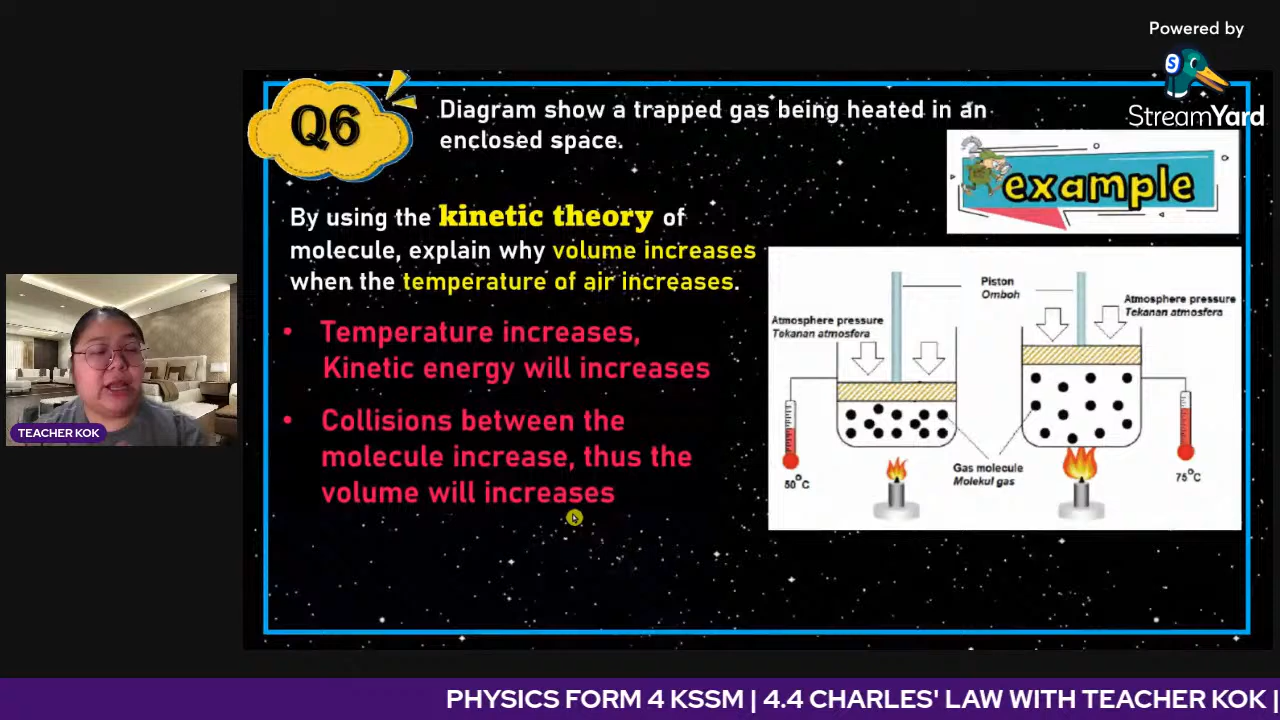 Powered by
StreamYard
Q6
Diagram show a trapped gas being heated in an
enclosed space.
example
By using the kinetic theory of
molecule, explain why volume increases
when the temperature of air increases.
• Temperature increases,
Kinetic energy will increases
• Collisions between the
molecule increase, thus the
volume will increases
Piston
Omboh
Atmosphere pressure
Tekanan atmosfera
Atmosphere pressure
Tekanan atmosfera
Gas molecule
Molekul gas
50°C
75°C
TEACHER KOK
PHYSICS FORM 4 KSSM | 4.4 CHARLES' LAW WITH TEACHER KOK |